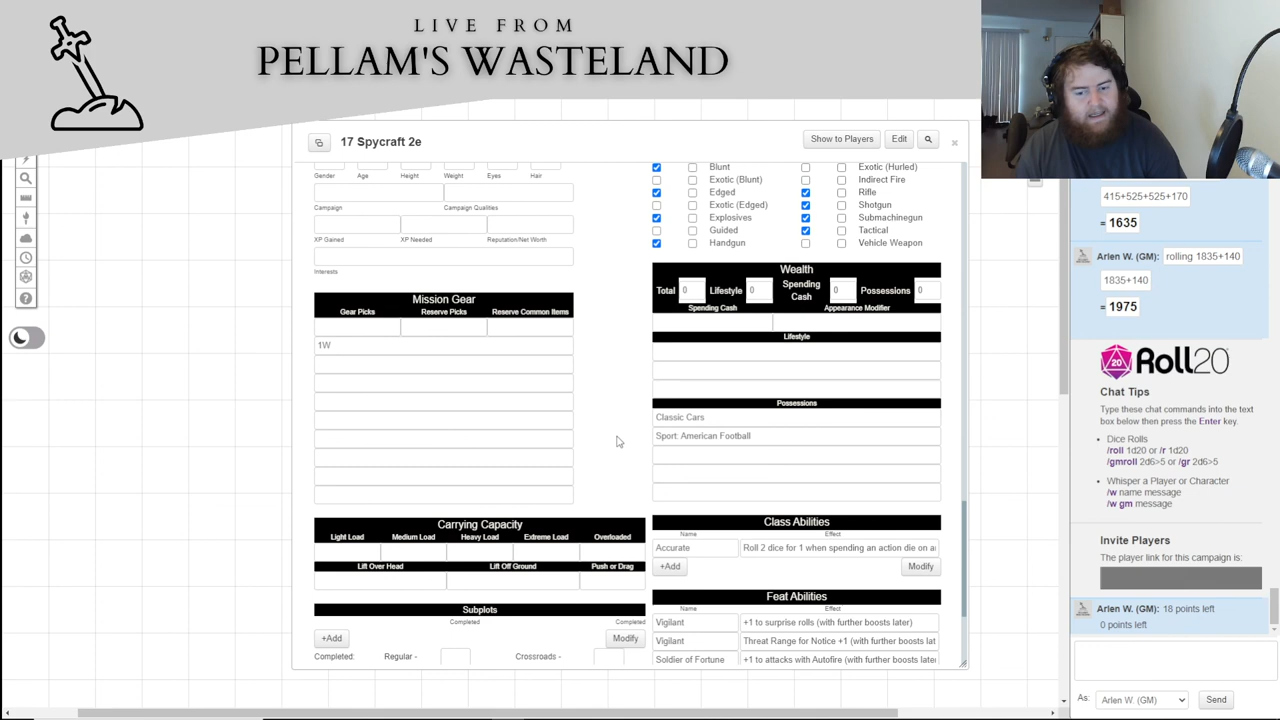 LIVE FROM
PELLAM'S WASTELAND
17 Spycraft 2e
Show to Players
Edit
Gender Age Height Weight Eyes Hair
Campaign Campaign Qualities
XP Gained XP Needed Reputation/Net Worth
Interests
Mission Gear
Gear Picks Reserve Picks Reserve Common Items
1W
Carrying Capacity
Light Load Medium Load Heavy Load Extreme Load Overloaded
Lift Over Head Lift Off Ground Push or Drag
Subplots
Completed Completed
+Add Modify
Completed: Regular - Crossroads -
Blunt Exotic (Hurled)
Exotic (Blunt) Indirect Fire
Edged Rifle
Exotic (Edged) Shotgun
Explosives Submachinegun
Guided Tactical
Handgun Vehicle Weapon
Wealth
Total 0 Lifestyle 0 Spending Cash 0 Possessions 0
Spending Cash Appearance Modifier
Lifestyle
Possessions
Classic Cars
Sport: American Football
Class Abilities
Name Effect
Accurate Roll 2 dice for 1 when spending an action die on a
+Add Modify
Feat Abilities
Name Effect
Vigilant +1 to surprise rolls (with further boosts later)
Vigilant Threat Range for Notice +1 (with further boosts lat
Soldier of Fortune +1 to attacks with Autofire (with further boosts late
415+525+525+170
= 1635
Arlen W. (GM): rolling 1835+140
1835+140
= 1975
20 Roll20
Chat Tips
Type these chat commands into the text
box below then press the Enter key.
• Dice Rolls
/roll 1d20 or /r 1d20
/gmroll 2d6>5 or /gr 2d6>5
• Whisper a Player or Character
/w name message
/w gm message
Invite Players
The player link for this campaign is:
Arlen W. (GM): 18 points left
0 points left
As: Arlen W. (GM) Send